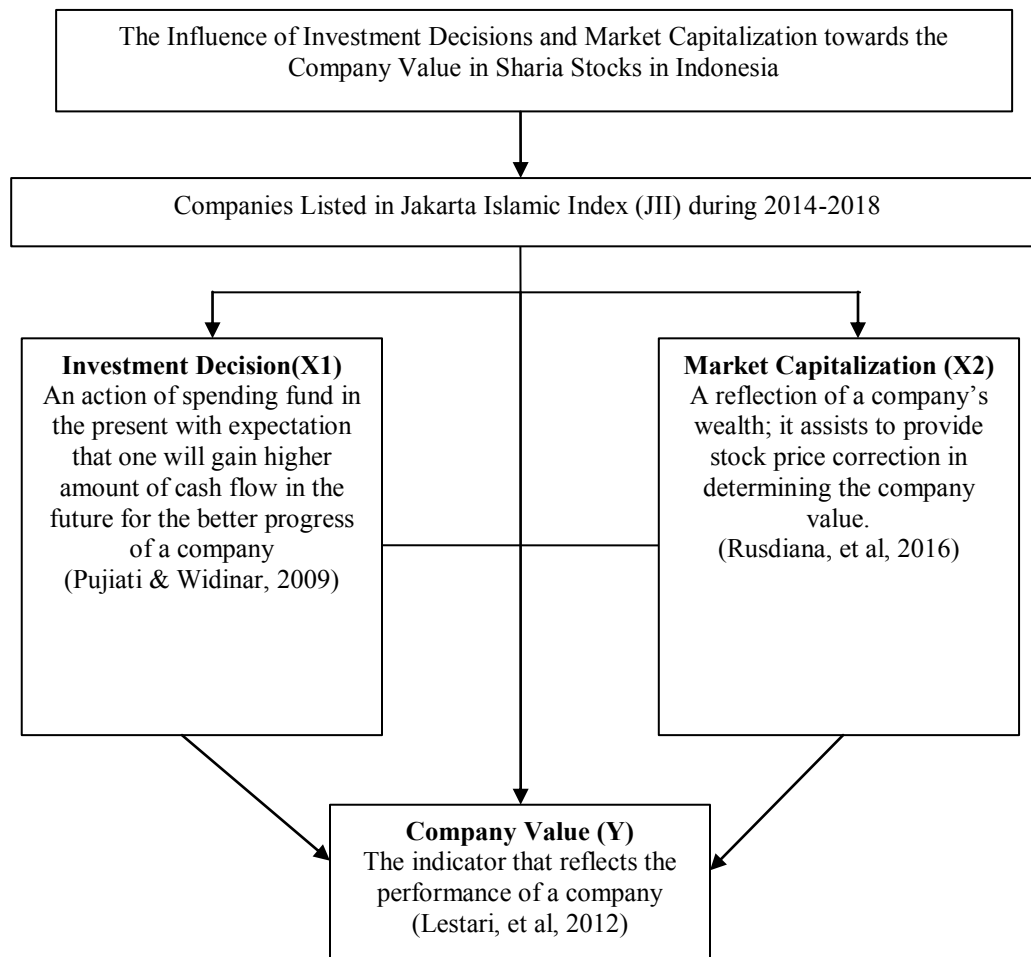 The Influence of Investment Decisions and Market Capitalization towards the
Company Value in Sharia Stocks in Indonesia
Companies Listed in Jakarta Islamic Index (JII) during 2014-2018
Investment Decision(X1)
An action of spending fund in
the present with expectation
that one will gain higher
amount of cash flow in the
future for the better progress
of a company
(Pujiati & Widinar, 2009)
Market Capitalization (X2)
A reflection of a company’s
wealth; it assists to provide
stock price correction in
determining the company
value.
(Rusdiana, et al, 2016)
Company Value (Y)
The indicator that reflects the
performance of a company
(Lestari, et al, 2012)